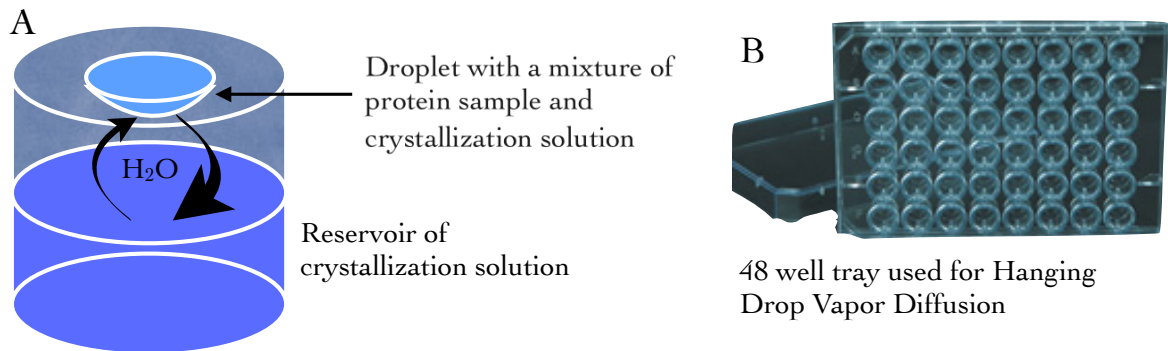 A
Droplet with a mixture of
protein sample and
crystallization solution
H₂O
Reservoir of
crystallization solution
B
48 well tray used for Hanging
Drop Vapor Diffusion